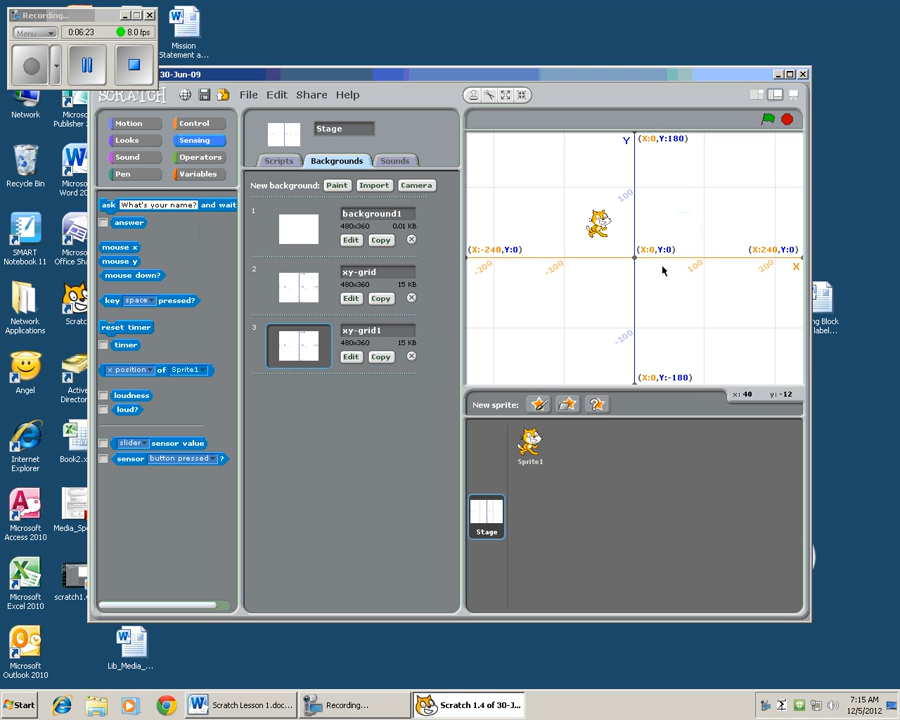 Recording...
Menu
0:06:23
8.0 fps
Mission
Statement a...
Network
Microsoft
Publisher
Recycle Bin
Word 20
SMART
Notebook 11
Office
Network
Applications
Scratc
Angel
Active
Directory
Internet
Explorer
Book2.x
Microsoft
Access 2010
Media_Spe
Microsoft
Excel 2010
scratch1.
Microsoft
Outlook 2010
Lib_Media_...
ng Block
label
30-Jun-09
SCRATCH
File
Edit
Share
Help
Motion
Control
Looks
Sensing
Sound
Operators
Pen
Variables
ask What's your name? and wait
answer
mouse x
mouse y
mouse down?
key space pressed?
reset timer
timer
x position of Sprite1
loudness
loud?
slider sensor value
sensor button pressed ?
Stage
Scripts
Backgrounds
Sounds
New background: Paint Import Camera
1
background1
480x360 0.01 KB
Edit Copy
2
xy-grid
480x360 15 KB
Edit Copy
3
xy-grid1
480x360 15 KB
Edit Copy
Y
(X:0,Y:180)
100
(X:-240,Y:0)
(X:0,Y:0)
(X:240,Y:0)
-200
-100
100
200
X
-100
(X:0,Y:-180)
x: 40 y: -12
New sprite:
Sprite1
Stage
Start
Scratch Lesson 1.doc...
Recording...
Scratch 1.4 of 30-J...
7:15 AM
12/5/2012